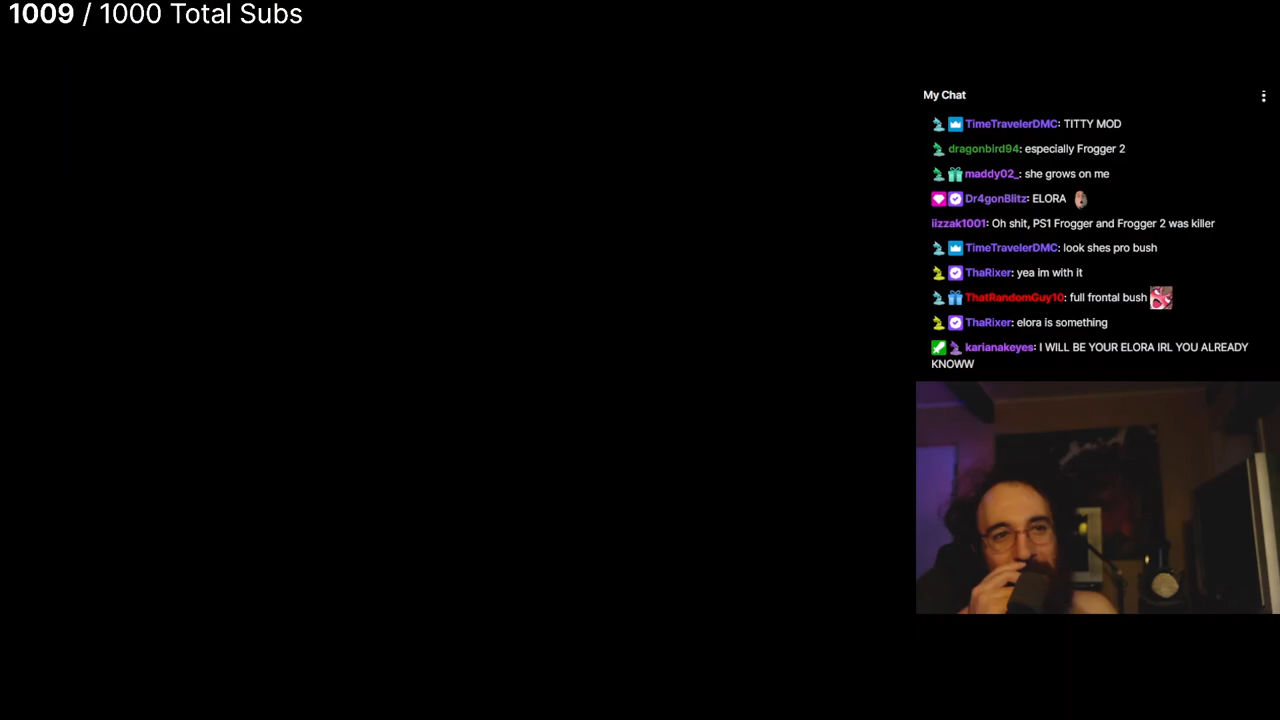 1009 / 1000 Total Subs
My Chat
TimeTravelerDMC: TITTY MOD
dragonbird94: especially Frogger 2
maddy02_: she grows on me
Dr4gonBlitz: ELORA
iizzak1001: Oh shit, PS1 Frogger and Frogger 2 was killer
TimeTravelerDMC: look shes pro bush
ThaRixer: yea im with it
ThatRandomGuy10: full frontal bush
ThaRixer: elora is something
karianakeyes: I WILL BE YOUR ELORA IRL YOU ALREADY
KNOWW